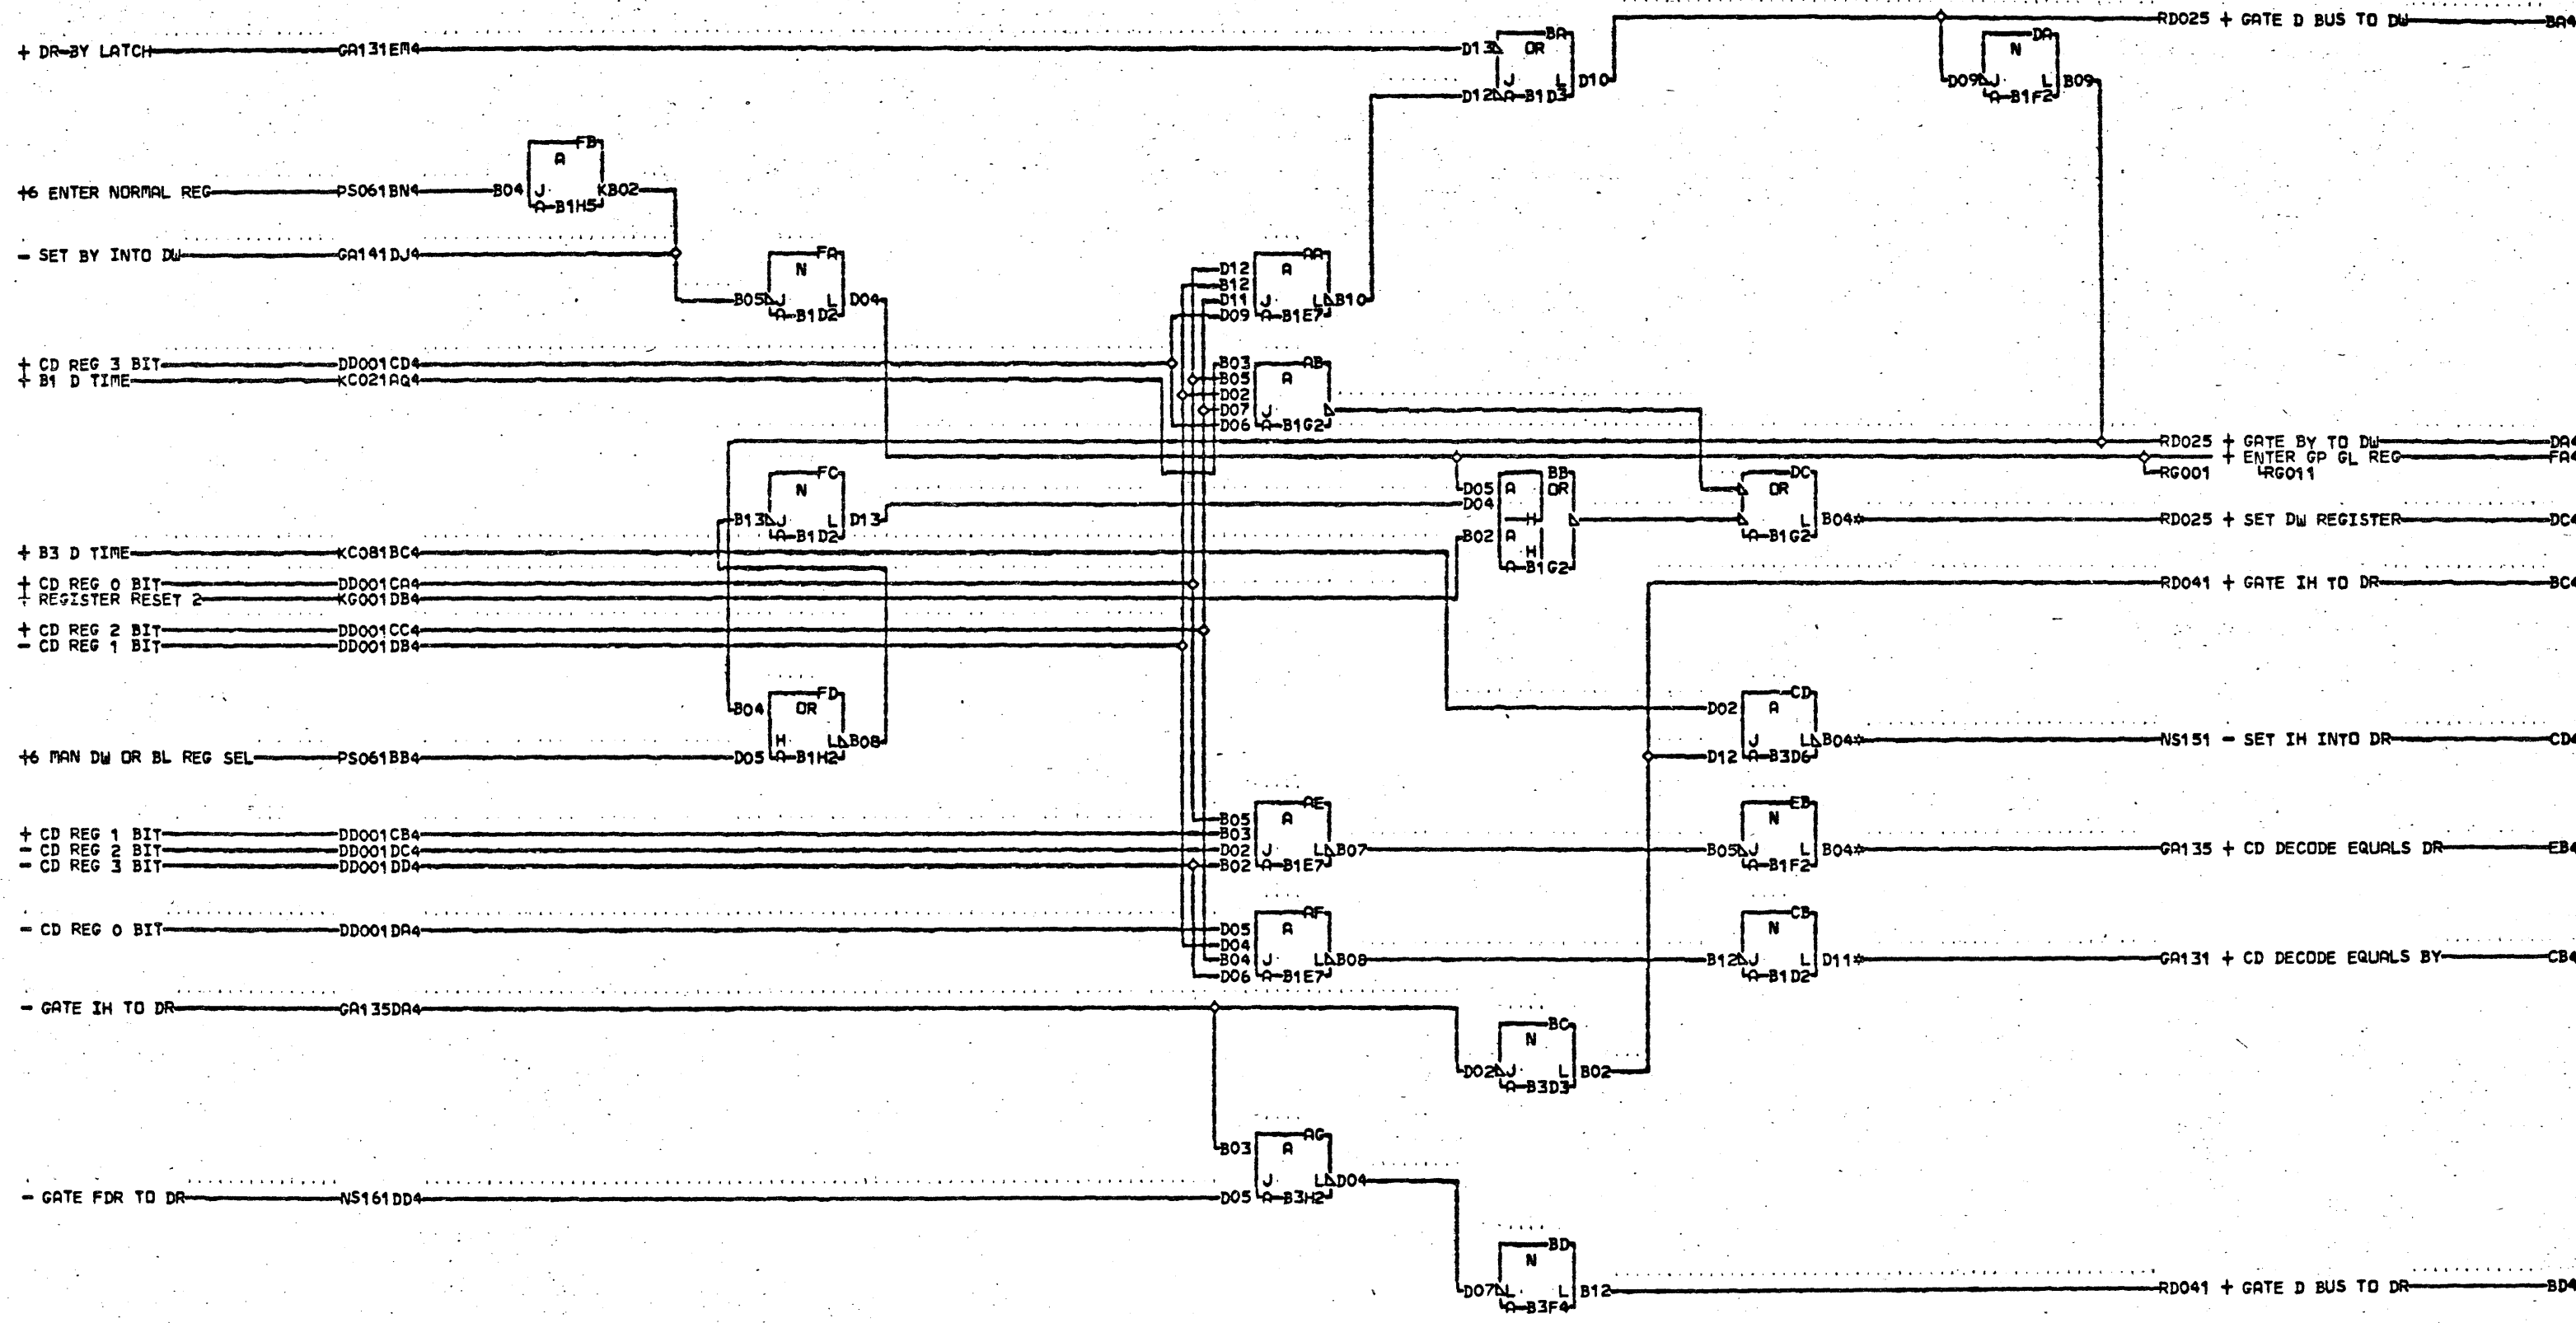 + DR-BY LATCH GA131EM4 D13 BA OR J L D10 D12 A B1D3 RD025 + GATE D BUS TO DW BA4
DA N D09 J L B09 A B1F2
+6 ENTER NORMAL REG PS061BN4 B04 FB A J KB02 A B1H5
- SET BY INTO DW GA141DJ4
FA N B05 J L D04 A B1D2
AA A D12 B12 D11 D09 J L B10 A B1E7
+ CD REG 3 BIT DD001CD4
+ B1 D TIME KC021AQ4
AB A B03 B05 D02 D07 D06 J A B1G2
RD025 + GATE BY TO DW DA4
+ ENTER GP GL REG FA4
RG001 RG011
FC N B13 J L D13 A B1D2
BB OR D05 A D04 H B02 A H A B1G2
DC OR L B04* A B1G2 RD025 + SET DW REGISTER DC4
+ B3 D TIME KC081BC4
+ CD REG 0 BIT DD001CA4 RD041 + GATE IH TO DR BC4
+ REGISTER RESET 2 KG001DB4
+ CD REG 2 BIT DD001CC4
- CD REG 1 BIT DD001DB4
FD OR B04 H L B08 D05 A B1H2
+6 MAN DW OR BL REG SEL PS061BB4
CD A D02 J L B04* D12 A B3D6 NS151 - SET IH INTO DR CD4
+ CD REG 1 BIT DD001CB4
- CD REG 2 BIT DD001DC4
- CD REG 3 BIT DD001DD4
AE A B05 B03 D02 B02 J L B07 A B1E7
EB N B05 J L B04* A B1F2 GA135 + CD DECODE EQUALS DR EB4
- CD REG 0 BIT DD001DA4
AF A D05 D04 B04 D06 J L B08 A B1E7
CB N B12 J L D11* A B1D2 GA131 + CD DECODE EQUALS BY CB4
- GATE IH TO DR GA135DA4
BC N D02 J L B02 A B3D3
AG A B03 J L D04 D05 A B3H2
- GATE FDR TO DR NS161DD4
BD N D07 L L B12 A B3F4 RD041 + GATE D BUS TO DR BD4